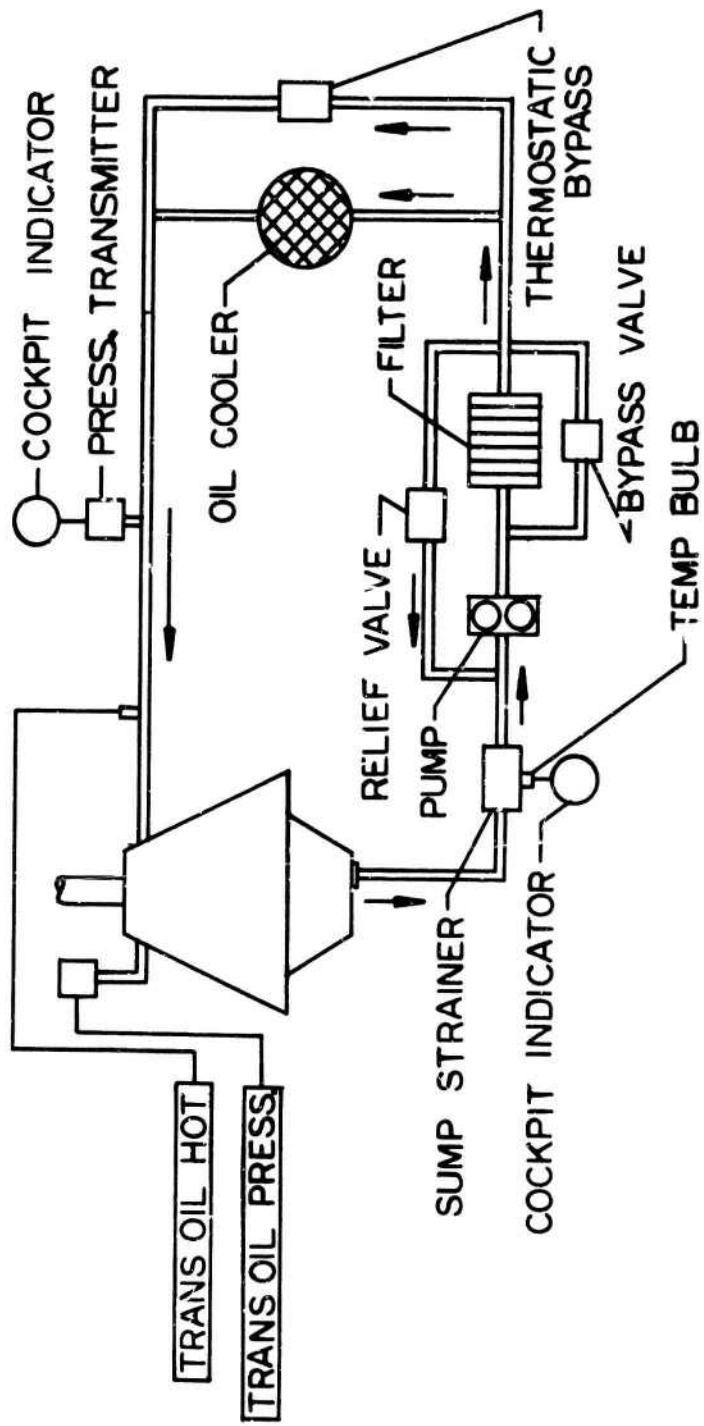 COCKPIT INDICATOR
PRESS. TRANSMITTER
OIL COOLER
THERMOSTATIC
BYPASS
FILTER
RELIEF VALVE
PUMP
BYPASS VALVE
TEMP BULB
TRANS OIL HOT
TRANS OIL PRESS.
SUMP STRAINER
COCKPIT INDICATOR